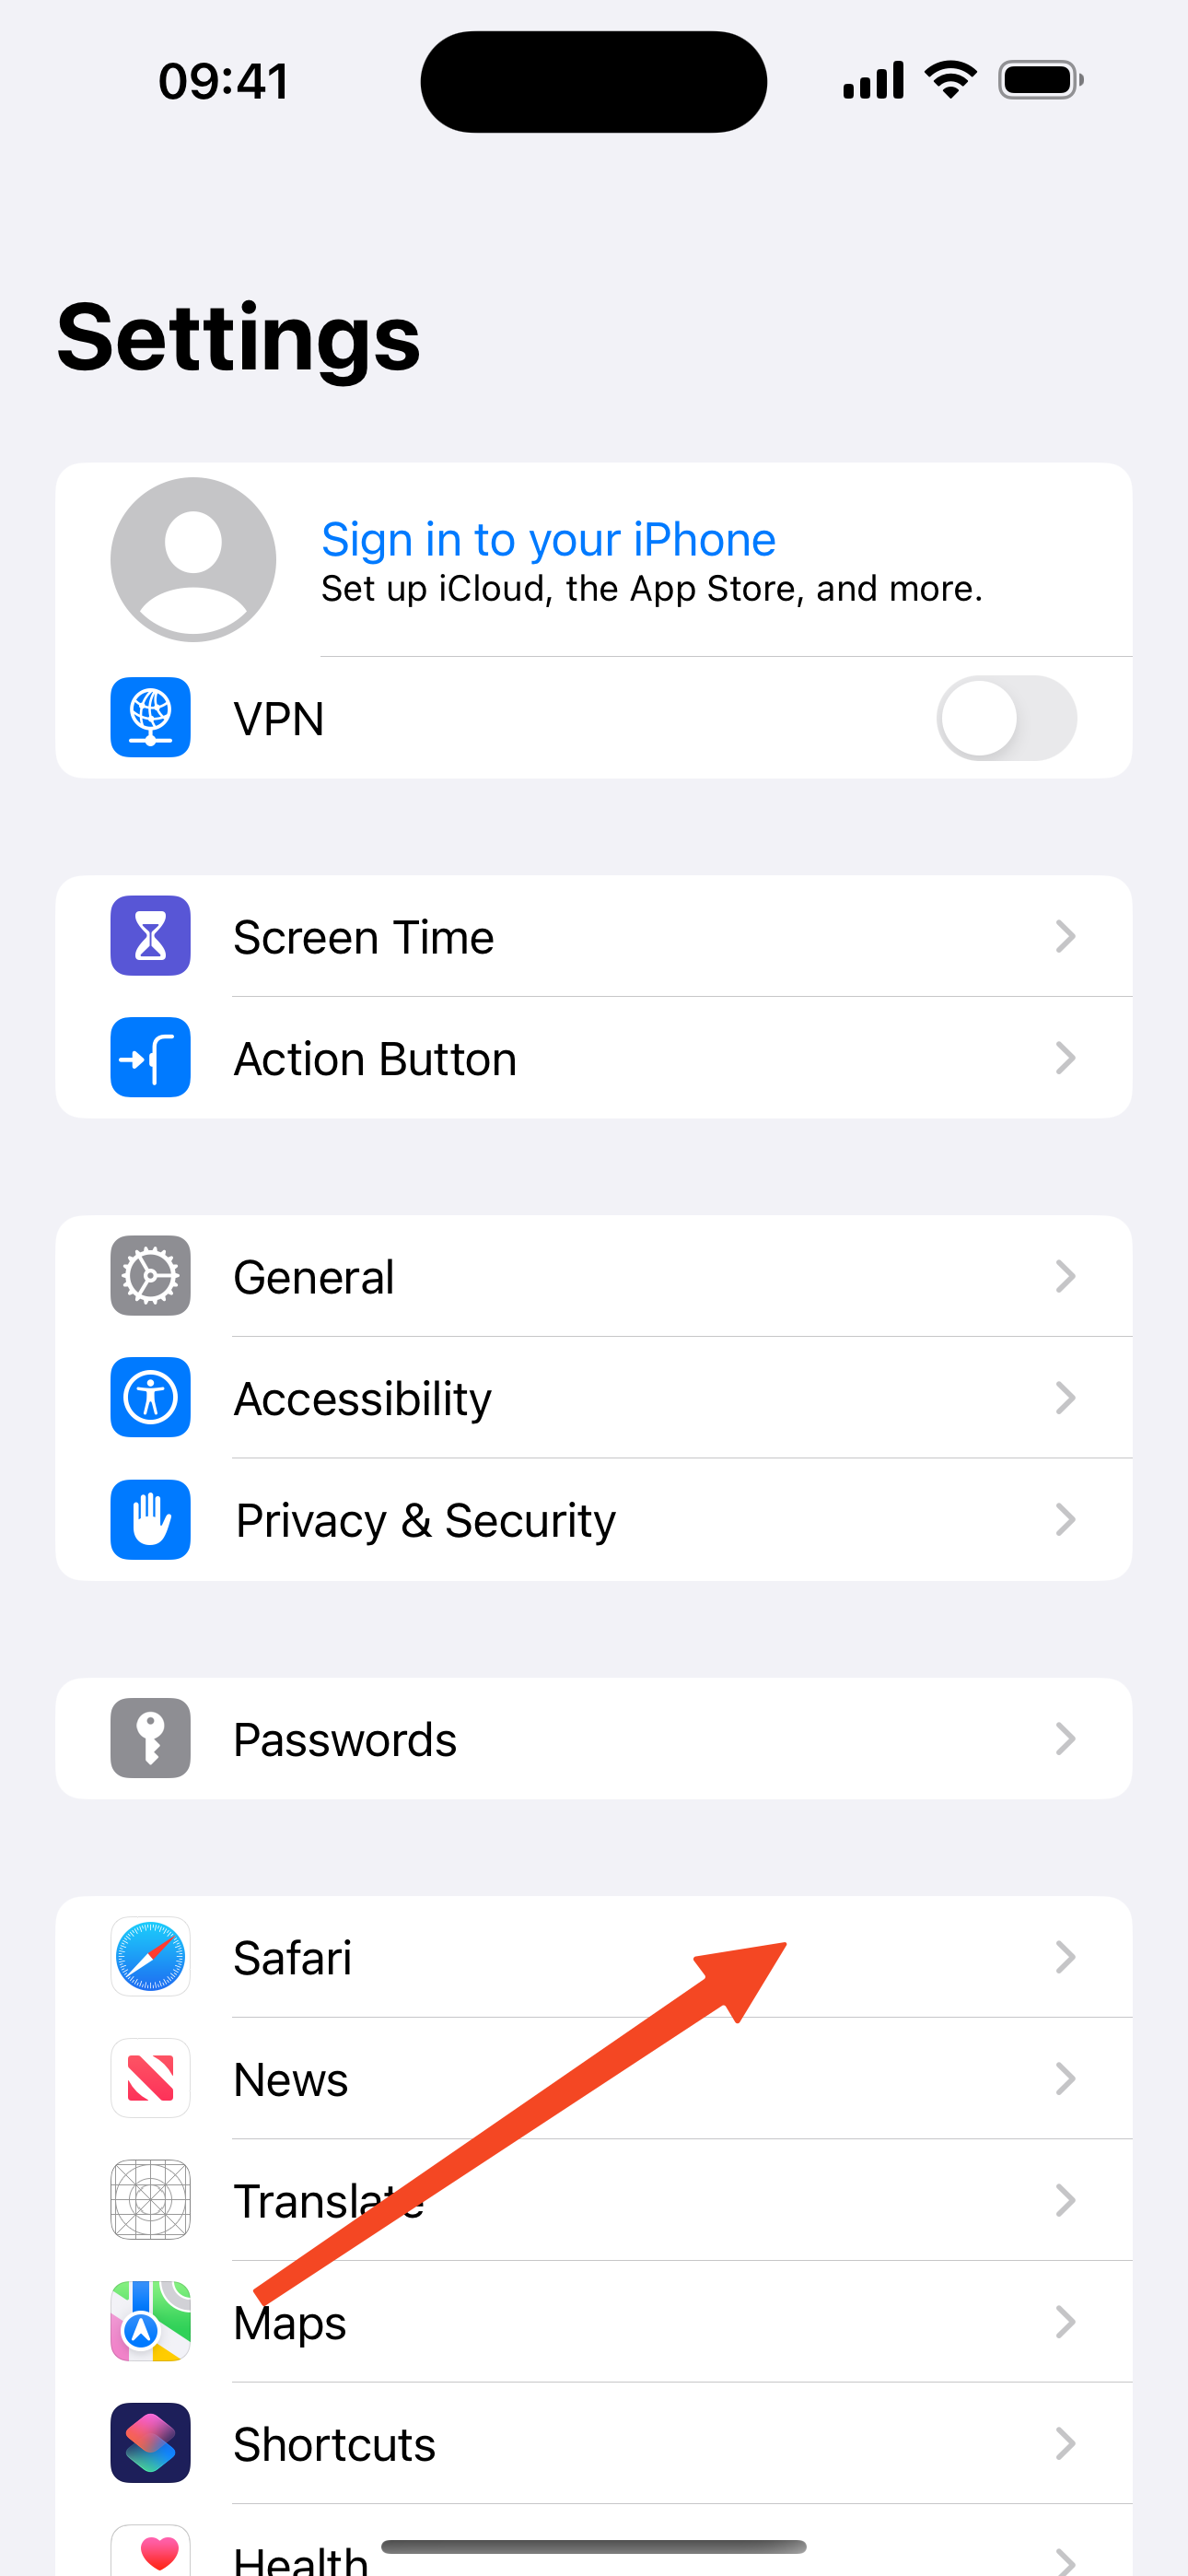 09:41
Settings
Sign in to your iPhone
Set up iCloud, the App Store, and more.
VPN
Screen Time
Action Button
General
Accessibility
Privacy & Security
Passwords
Safari
News
Translate
Maps
Shortcuts
Health